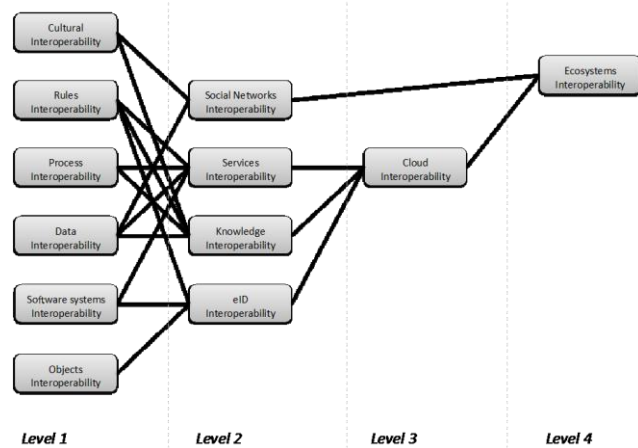 Cultural
Interoperability
Rules
Interoperability
Process
Interoperability
Data
Interoperability
Software systems
Interoperability
Objects
Interoperability
Social Networks
Interoperability
Services
Interoperability
Knowledge
Interoperability
eID
Interoperability
Cloud
Interoperability
Ecosystems
Interoperability
Level 1
Level 2
Level 3
Level 4